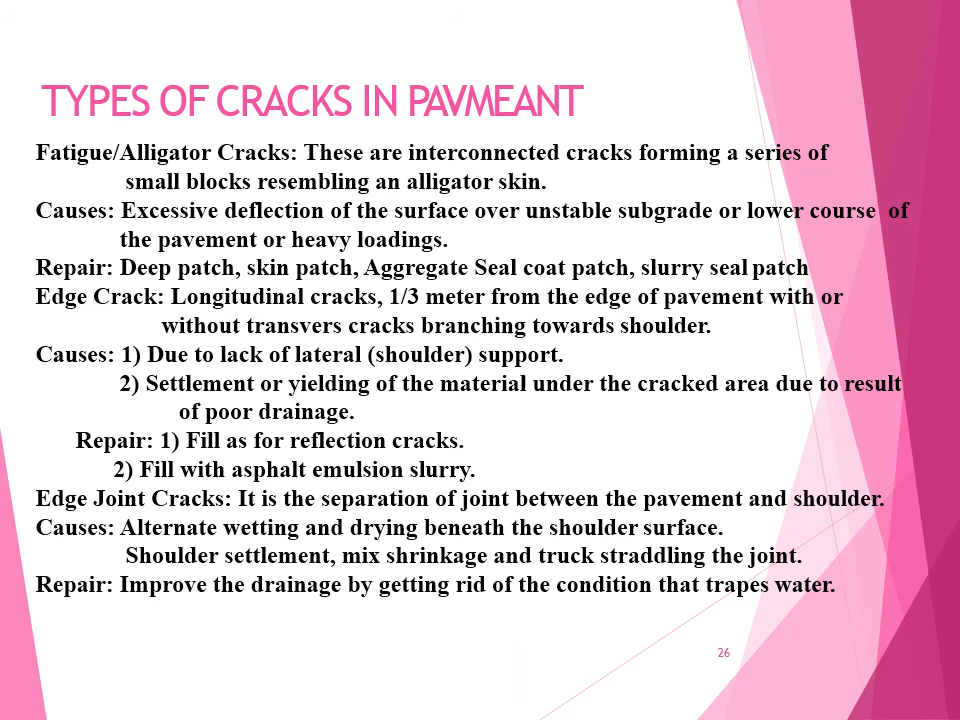 TYPES OF CRACKS IN PAVMEANT
Fatigue/Alligator Cracks: These are interconnected cracks forming a series of
small blocks resembling an alligator skin.
Causes: Excessive deflection of the surface over unstable subgrade or lower course of
the pavement or heavy loadings.
Repair: Deep patch, skin patch, Aggregate Seal coat patch, slurry seal patch
Edge Crack: Longitudinal cracks, 1/3 meter from the edge of pavement with or
without transvers cracks branching towards shoulder.
Causes: 1) Due to lack of lateral (shoulder) support.
2) Settlement or yielding of the material under the cracked area due to result
of poor drainage.
Repair: 1) Fill as for reflection cracks.
2) Fill with asphalt emulsion slurry.
Edge Joint Cracks: It is the separation of joint between the pavement and shoulder.
Causes: Alternate wetting and drying beneath the shoulder surface.
Shoulder settlement, mix shrinkage and truck straddling the joint.
Repair: Improve the drainage by getting rid of the condition that trapes water.
26